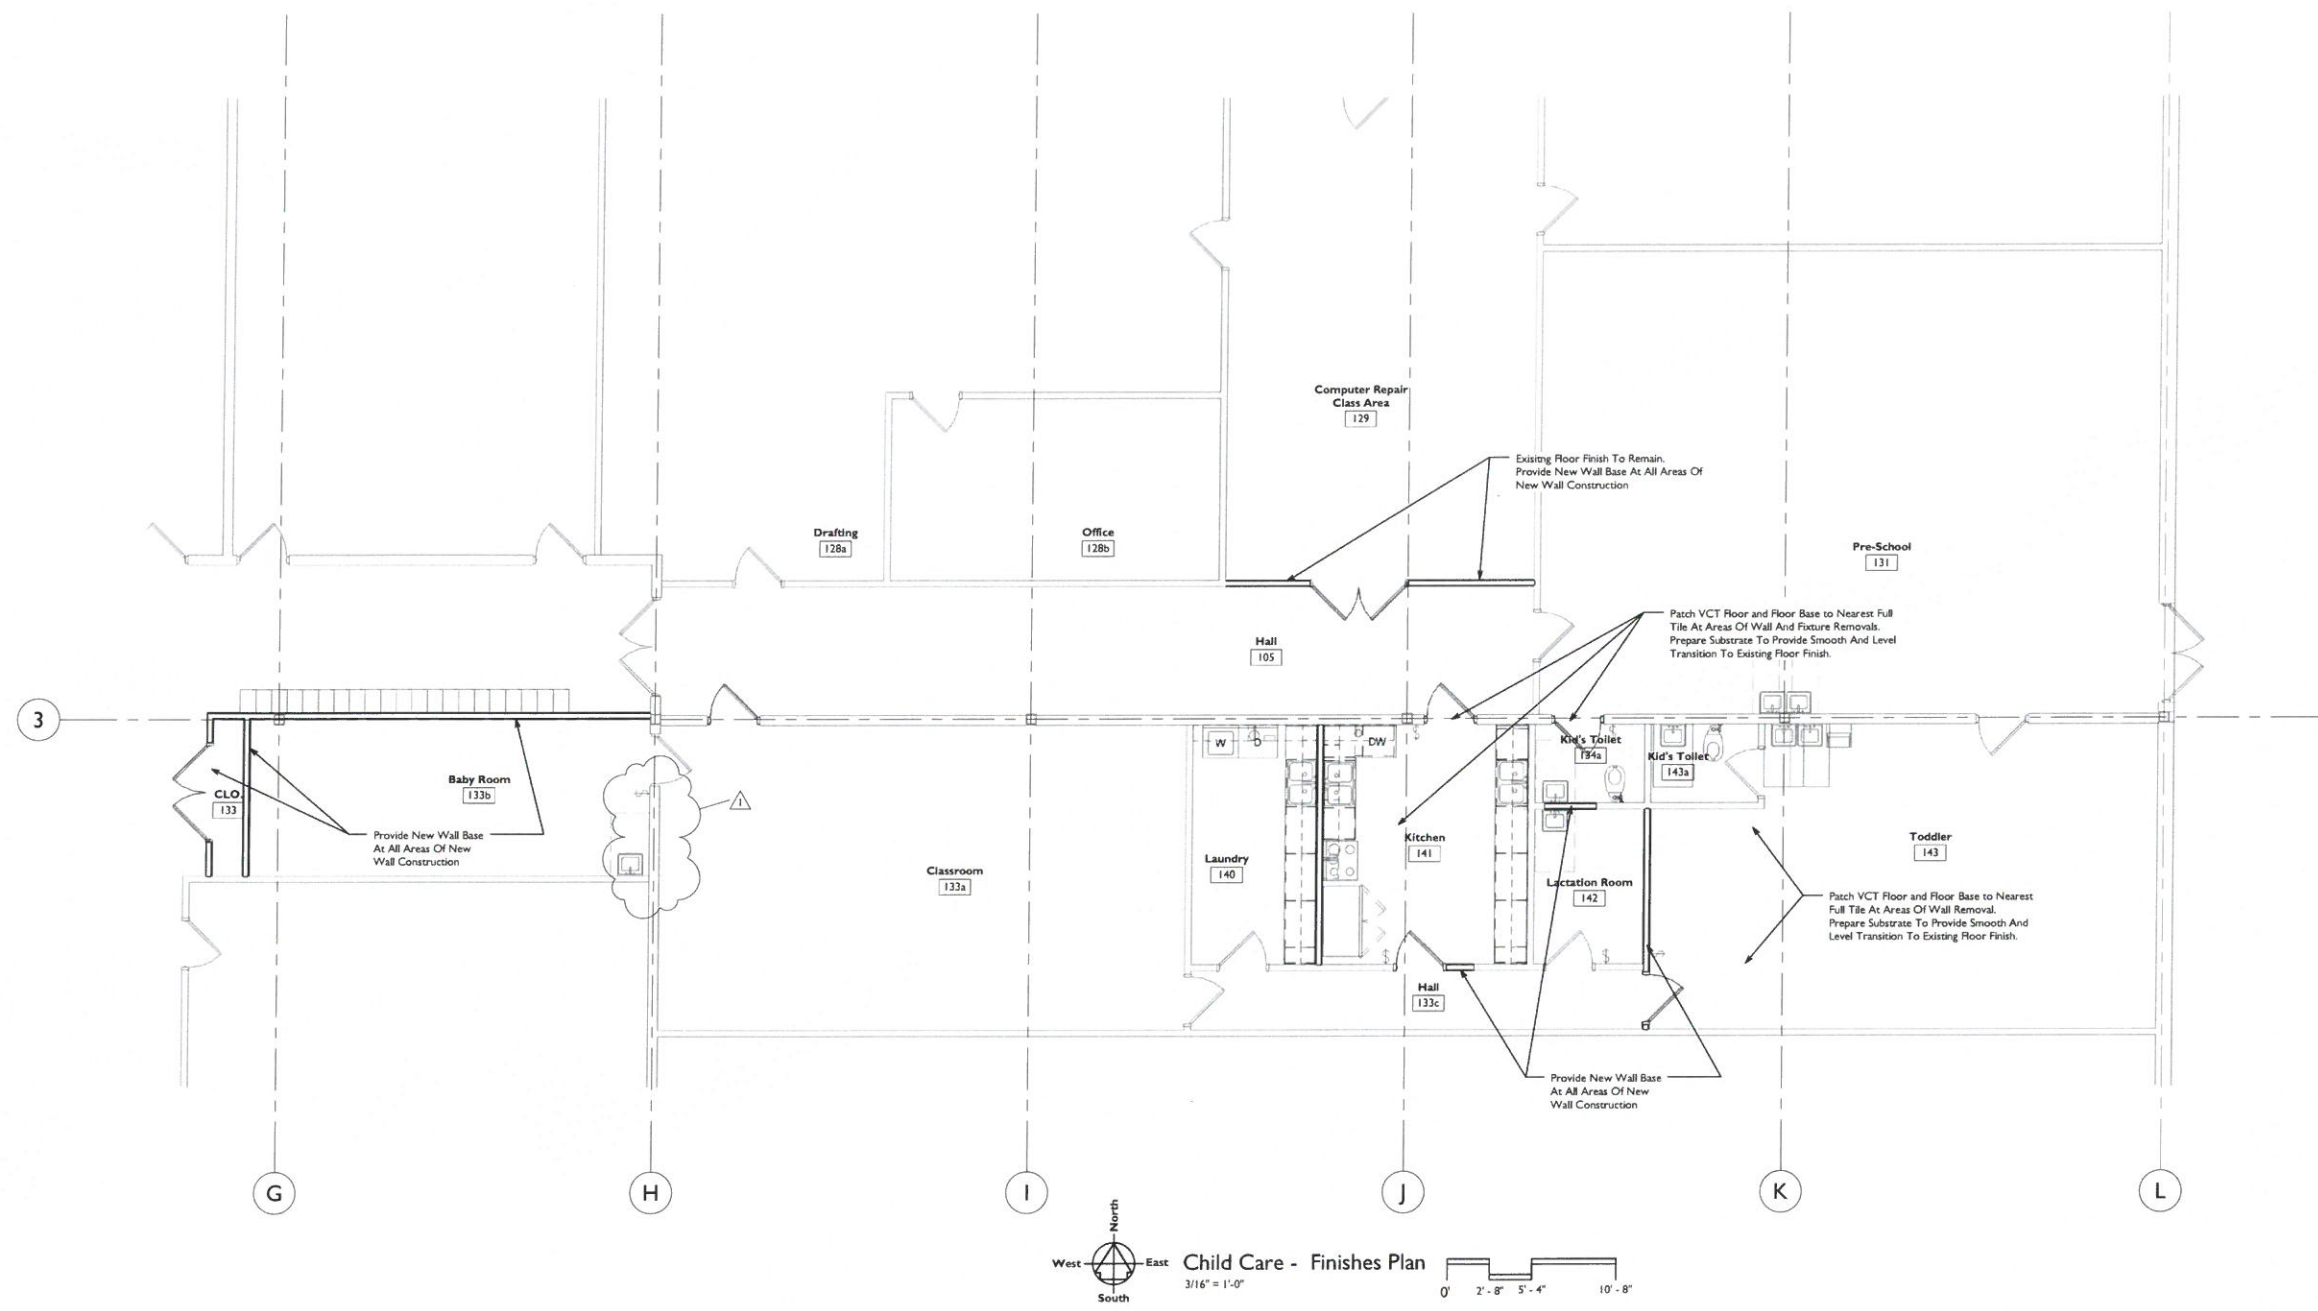 Computer Repair
Class Area
129
Exisitng Floor Finish To Remain.
Provide New Wall Base At All Areas Of
New Wall Construction
Drafting
128a
Office
128b
Pre-School
131
Patch VCT Floor and Floor Base to Nearest Full
Tile At Areas Of Wall And Fixture Removals.
Prepare Substrate To Provide Smooth And Level
Transition To Existing Floor Finish.
Hall
105
3
W
D
DW
Kid's Toilet
134a
Kid's Toilet
143a
Baby Room
133b
CLO.
133
1
Provide New Wall Base
At All Areas Of New
Wall Construction
Kitchen
141
Toddler
143
Laundry
140
Classroom
133a
Lactation Room
142
Patch VCT Floor and Floor Base to Nearest
Full Tile At Areas Of Wall Removal.
Prepare Substrate To Provide Smooth And
Level Transition To Existing Floor Finish.
Hall
133c
Provide New Wall Base
At All Areas Of New
Wall Construction
G
H
I
J
K
L
North
West
East
South
Child Care - Finishes Plan
3/16" = 1'-0"
0'
2' - 8"
5' - 4"
10' - 8"